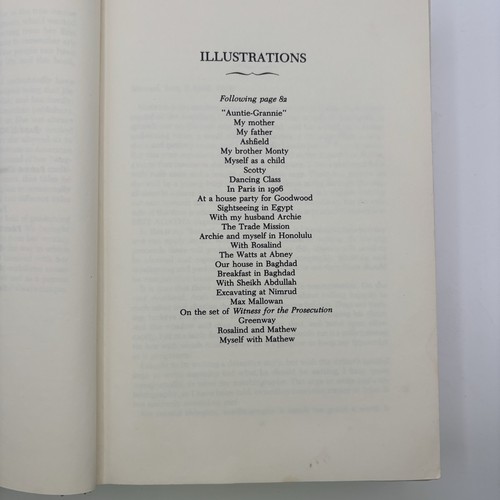 ILLUSTRATIONS
Following page 82
"Auntie-Grannie"
My mother
My father
Ashfield
My brother Monty
Myself as a child
Scotty
Dancing Class
In Paris in 1906
At a house party for Goodwood
Sightseeing in Egypt
With my husband Archie
The Trade Mission
Archie and myself in Honolulu
With Rosalind
The Watts at Abney
Our house in Baghdad
Breakfast in Baghdad
With Sheikh Abdullah
Excavating at Nimrud
Max Mallowan
On the set of Witness for the Prosecution
Greenway
Rosalind and Mathew
Myself with Mathew